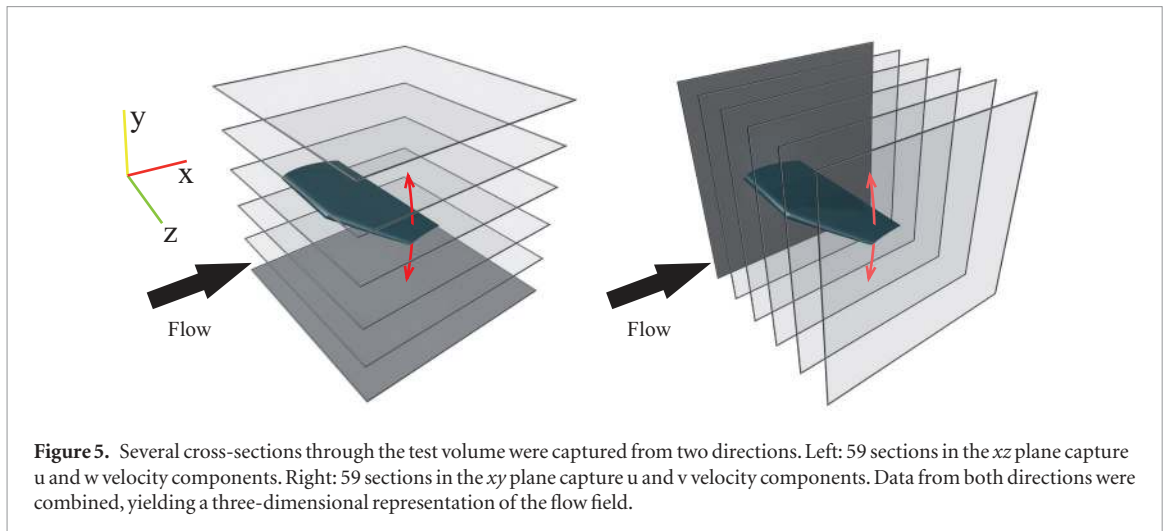 y
x
z
Flow
Flow
Figure 5. Several cross-sections through the test volume were captured from two directions. Left: 59 sections in the xz plane capture
u and w velocity components. Right: 59 sections in the xy plane capture u and v velocity components. Data from both directions were
combined, yielding a three-dimensional representation of the flow field.